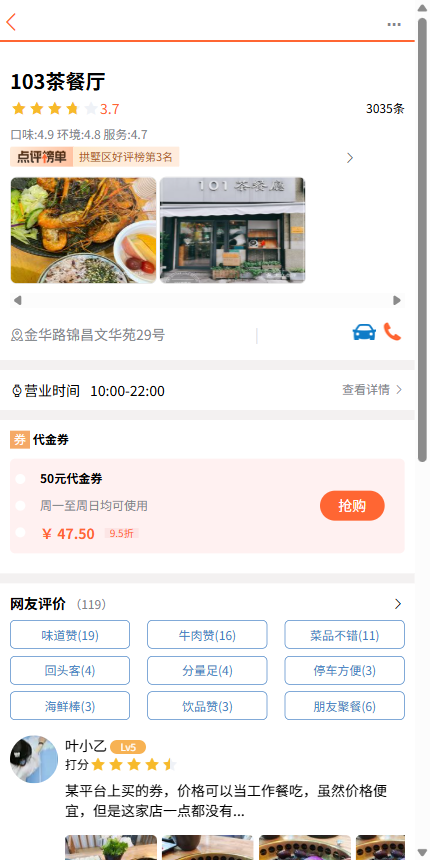 103茶餐厅
3.7
3035条
口味:4.9 环境:4.8 服务:4.7
点评榜单 拱墅区好评榜第3名
101茶餐廳
金华路锦昌文华苑29号
营业时间 10:00-22:00
查看详情
券 代金券
50元代金券
周一至周日均可使用
抢购
¥ 47.50 9.5折
网友评价 (119)
味道赞(19) 牛肉赞(16) 菜品不错(11)
回头客(4) 分量足(4) 停车方便(3)
海鲜棒(3) 饮品赞(3) 朋友聚餐(6)
叶小乙 Lv5
打分
某平台上买的券，价格可以当工作餐吃，虽然价格便
宜，但是这家店一点都没有...